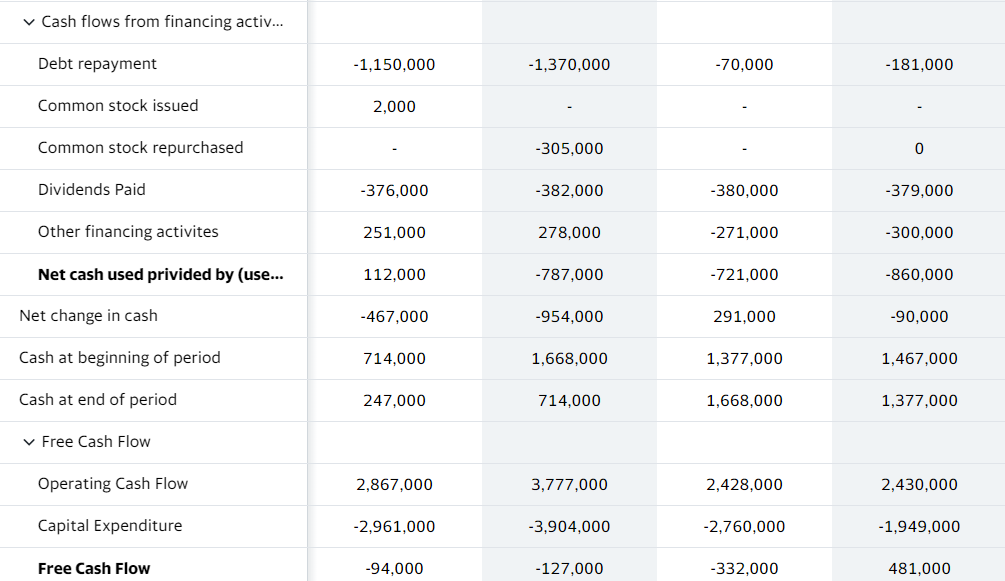 Cash flows from financing activ...
Debt repayment -1,150,000 -1,370,000 -70,000 -181,000
Common stock issued 2,000 - - -
Common stock repurchased - -305,000 - 0
Dividends Paid -376,000 -382,000 -380,000 -379,000
Other financing activites 251,000 278,000 -271,000 -300,000
Net cash used privided by (use... 112,000 -787,000 -721,000 -860,000
Net change in cash -467,000 -954,000 291,000 -90,000
Cash at beginning of period 714,000 1,668,000 1,377,000 1,467,000
Cash at end of period 247,000 714,000 1,668,000 1,377,000
Free Cash Flow
Operating Cash Flow 2,867,000 3,777,000 2,428,000 2,430,000
Capital Expenditure -2,961,000 -3,904,000 -2,760,000 -1,949,000
Free Cash Flow -94,000 -127,000 -332,000 481,000